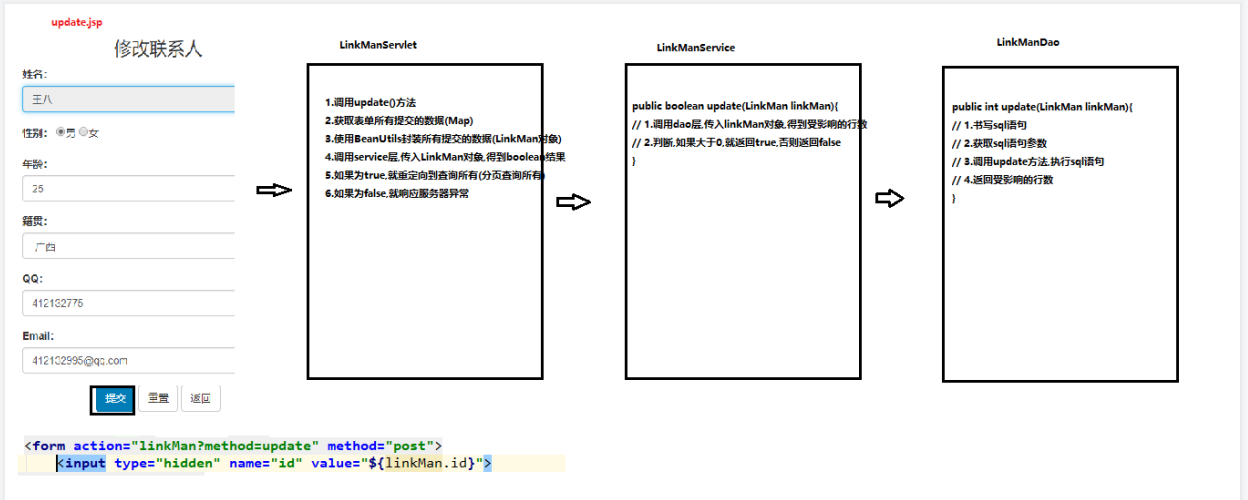 update.jsp
修改联系人
姓名:
王八
性别: 男 女
年龄:
25
籍贯:
广西
QQ:
412132775
Email:
412132995@qq.com
提交 重置 返回
<form action="linkMan?method=update" method="post">
<input type="hidden" name="id" value="${linkMan.id}">
LinkManServlet
1.调用update()方法
2.获取表单所有提交的数据(Map)
3.使用BeanUtils封装所有提交的数据(LinkMan对象)
4.调用service层,传入LinkMan对象,得到boolean结果
5.如果为true,就重定向到查询所有(分页查询所有)
6.如果为false,就响应服务器异常
LinkManService
public boolean update(LinkMan linkMan){
// 1.调用dao层,传入linkMan对象,得到受影响的行数
// 2.判断,如果大于0,就返回true,否则返回false
}
LinkManDao
public int update(LinkMan linkMan){
// 1.书写sql语句
// 2.获取sql语句参数
// 3.调用update方法,执行sql语句
// 4.返回受影响的行数
}